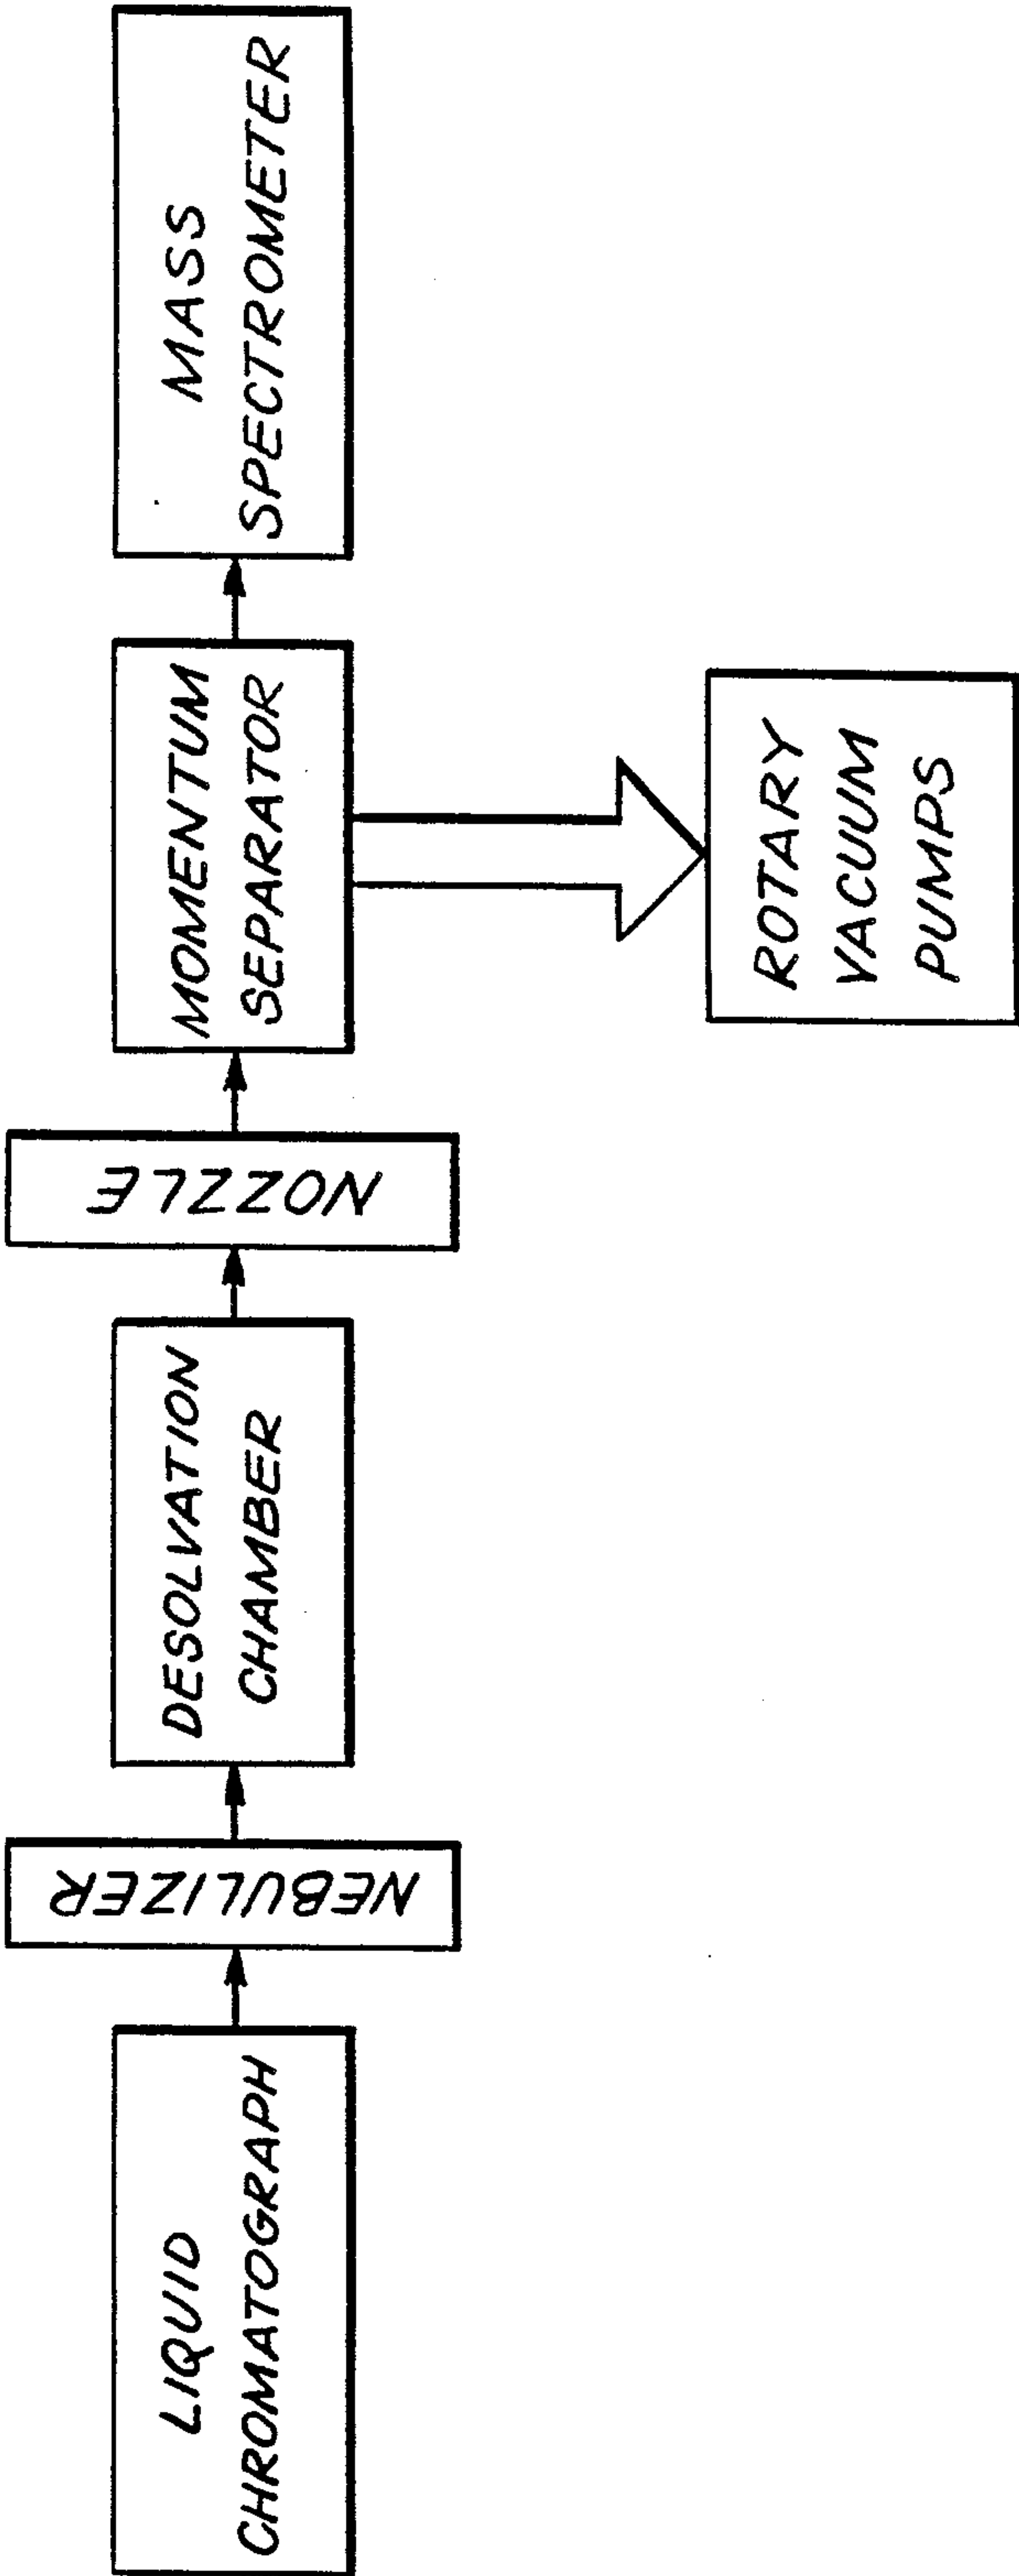 LIQUID
CHROMATOGRAPH
NEBULIZER
DESOLVATION
CHAMBER
NOZZLE
MOMENTUM
SEPARATOR
MASS
SPECTROMETER
ROTARY
VACUUM
PUMPS